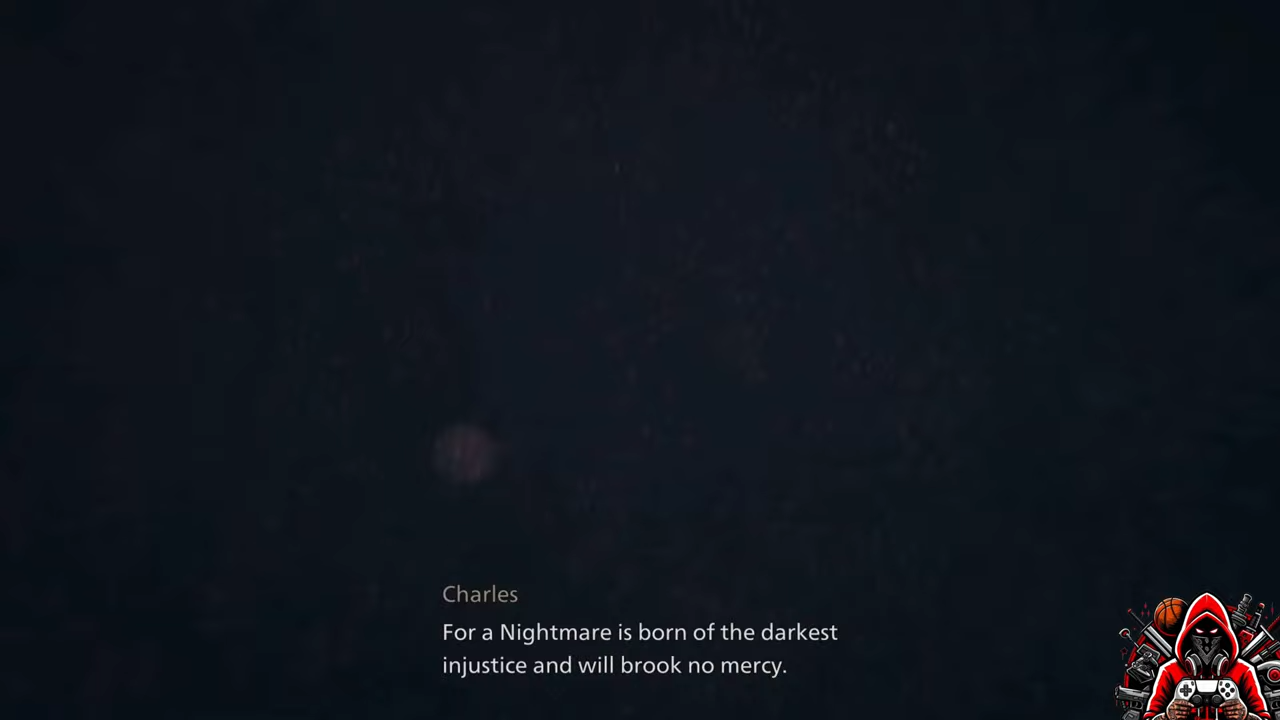 Charles
For a Nightmare is born of the darkest
injustice and will brook no mercy.